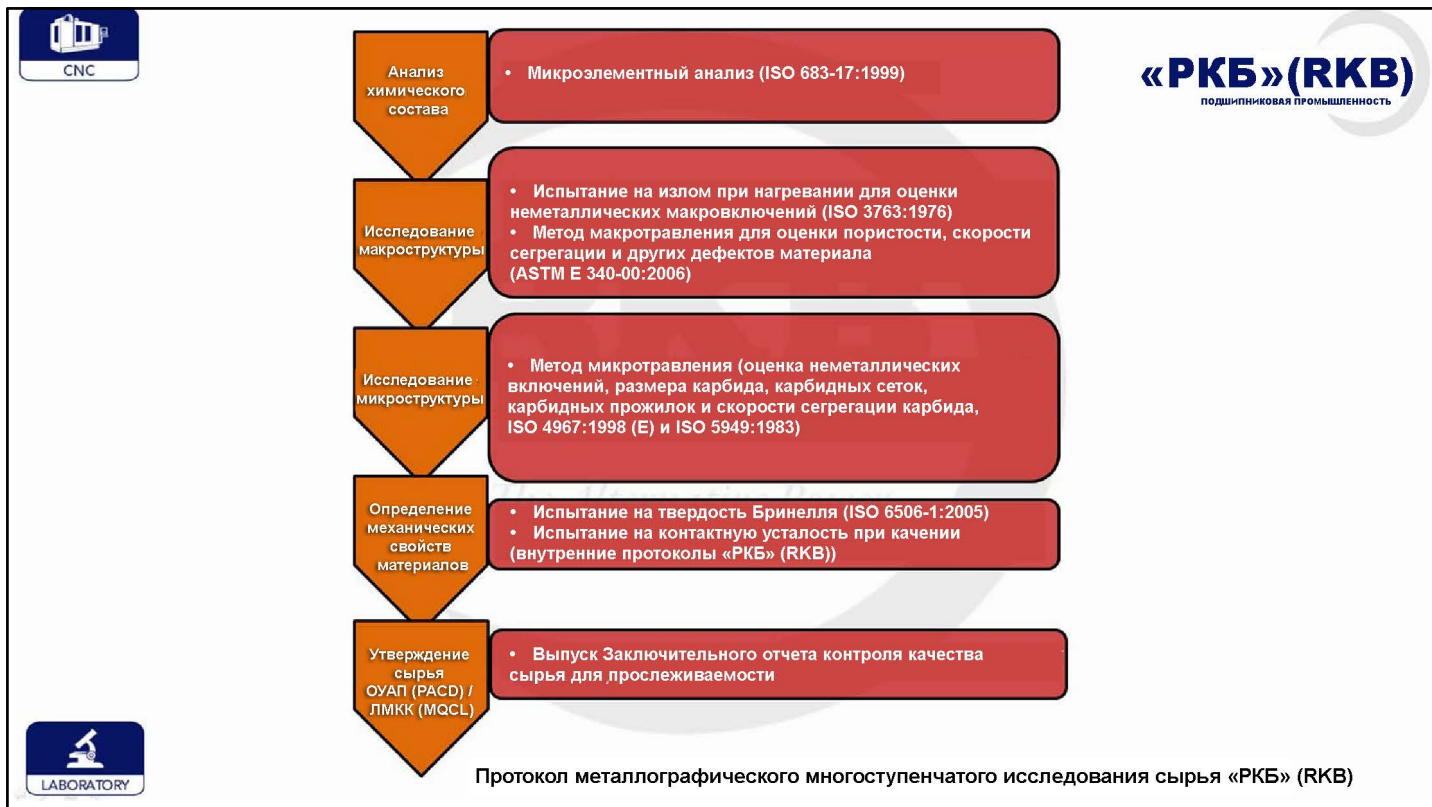 CNC
«РКБ»(RKB)
ПОДШИПНИКОВАЯ ПРОМЫШЛЕННОСТЬ
Анализ
химического
состава
• Микроэлементный анализ (ISO 683-17:1999)
Исследование
макроструктуры
• Испытание на излом при нагревании для оценки
неметаллических макровключений (ISO 3763:1976)
• Метод макротравления для оценки пористости, скорости
сегрегации и других дефектов материала
(ASTM E 340-00:2006)
Исследование
микроструктуры
• Метод микротравления (оценка неметаллических
включений, размера карбида, карбидных сеток,
карбидных прожилок и скорости сегрегации карбида,
ISO 4967:1998 (E) и ISO 5949:1983)
Определение
механических
свойств
материалов
• Испытание на твердость Бринелля (ISO 6506-1:2005)
• Испытание на контактную усталость при качении
(внутренние протоколы «РКБ» (RKB))
Утверждение
сырья
ОУАП (PACD) /
ЛМКК (MQCL)
• Выпуск Заключительного отчета контроля качества
сырья для прослеживаемости
LABORATORY
Протокол металлографического многоступенчатого исследования сырья «РКБ» (RKB)